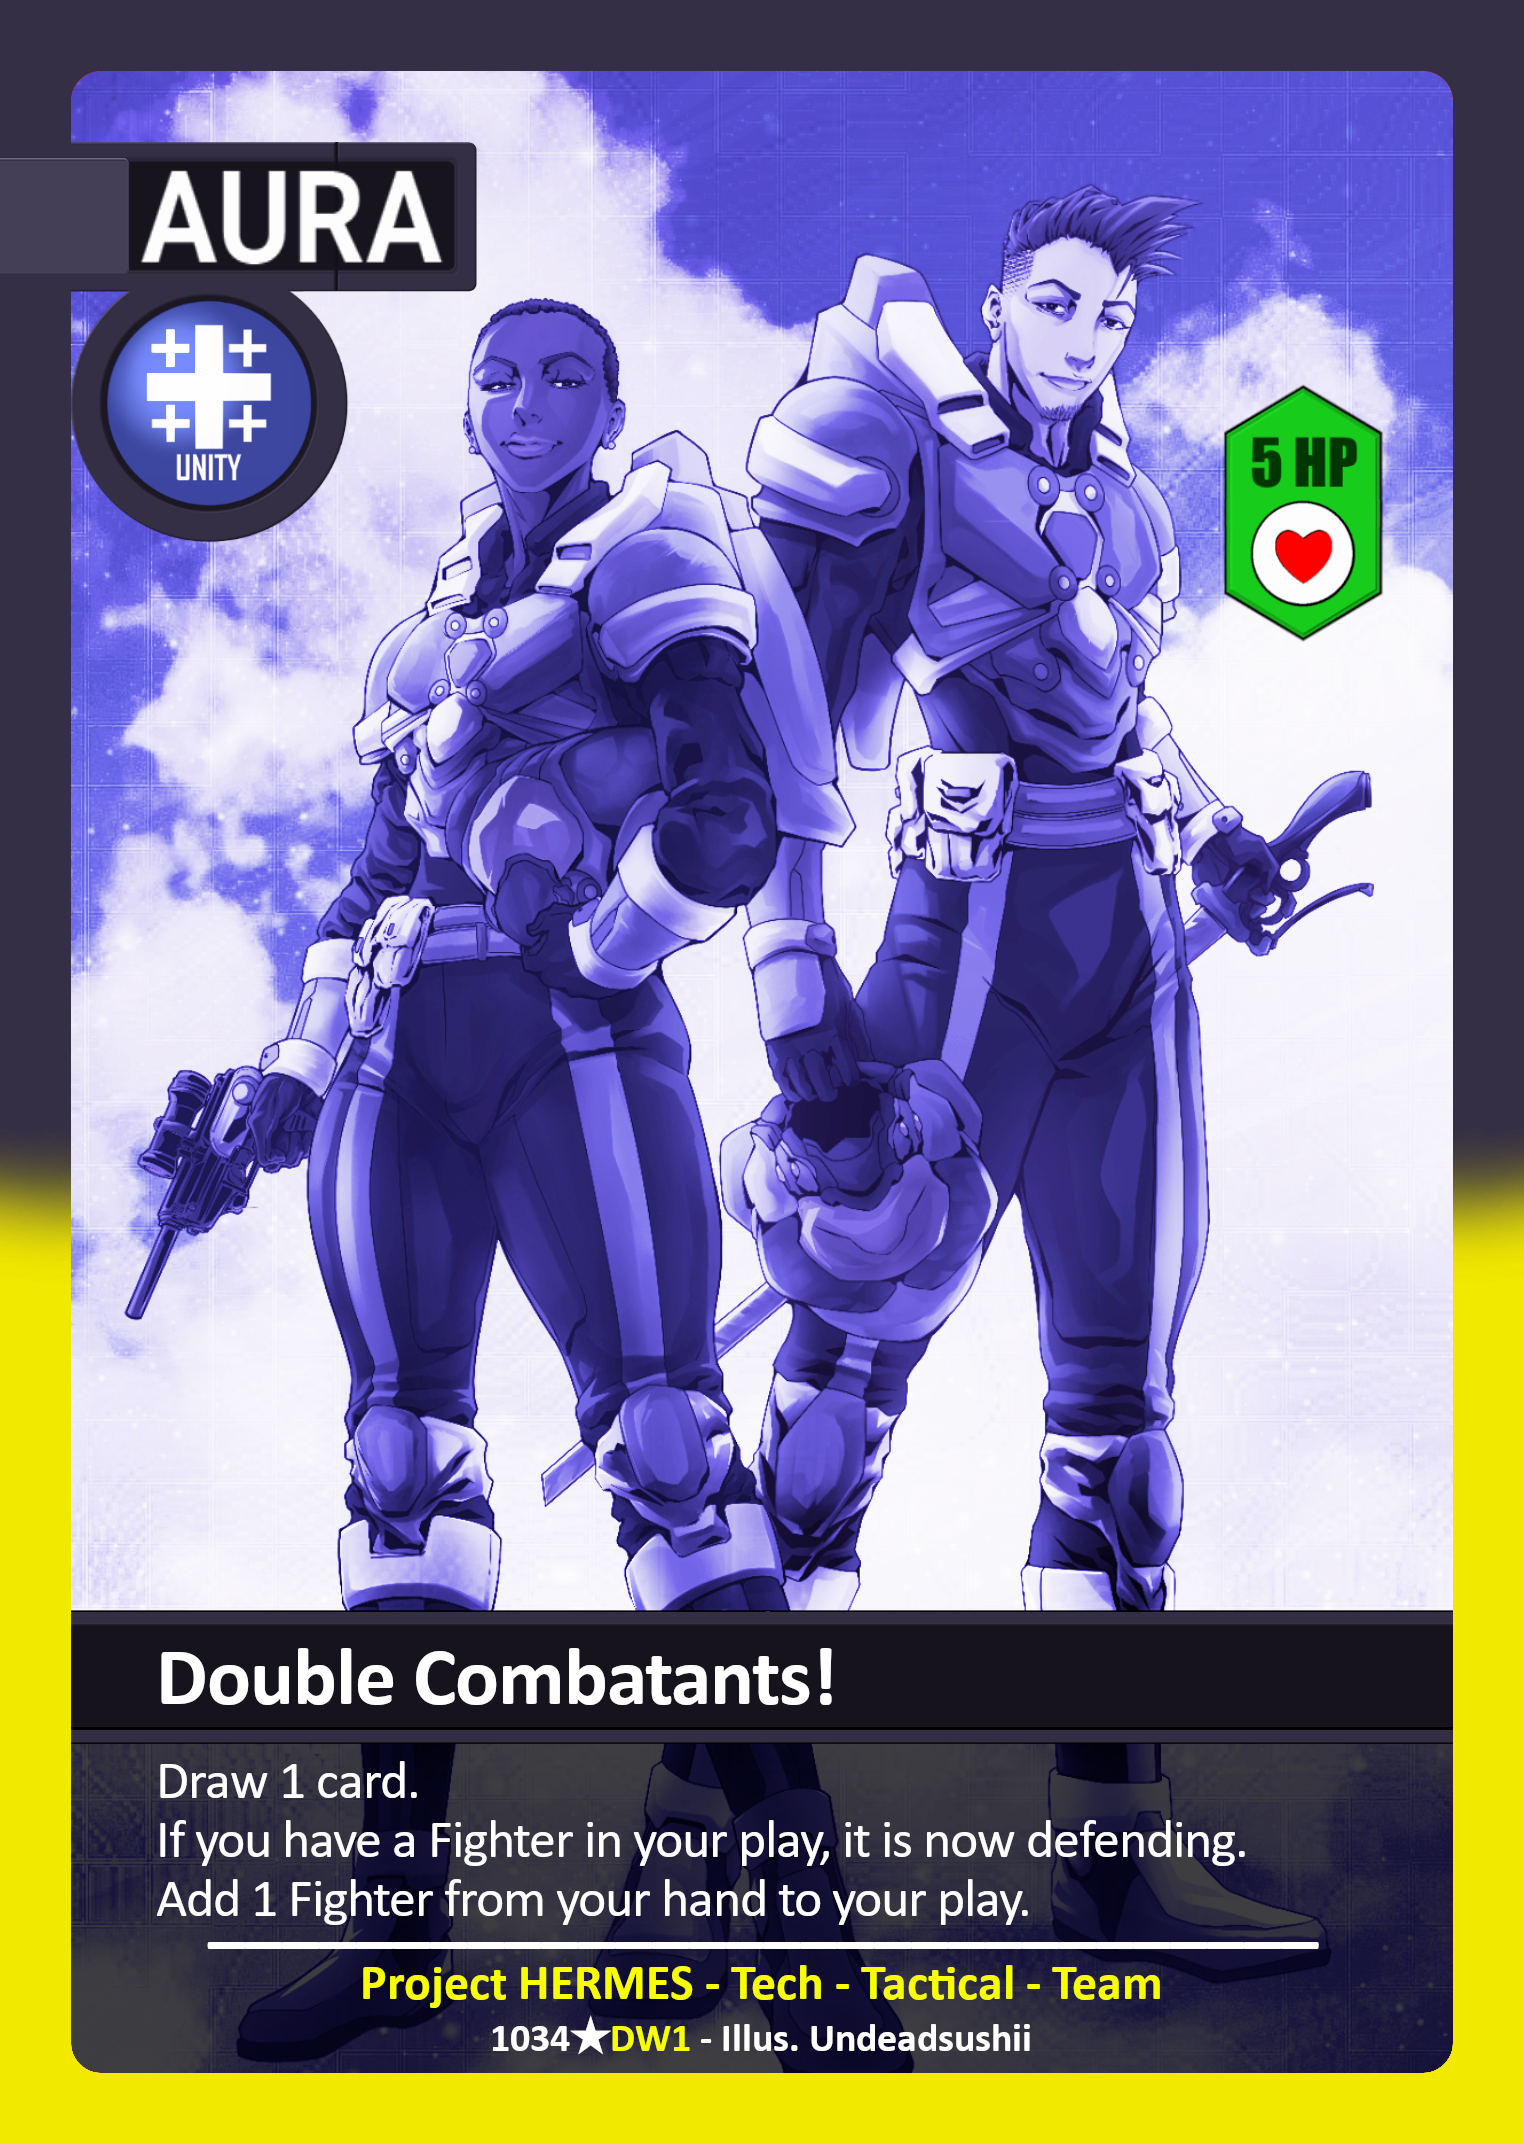 AURA
UNITY
5 HP
Double Combatants!
Draw 1 card.
If you have a Fighter in your play, it is now defending.
Add 1 Fighter from your hand to your play.
Project HERMES - Tech - Tactical - Team
1034★DW1 - Illus. Undeadsushii